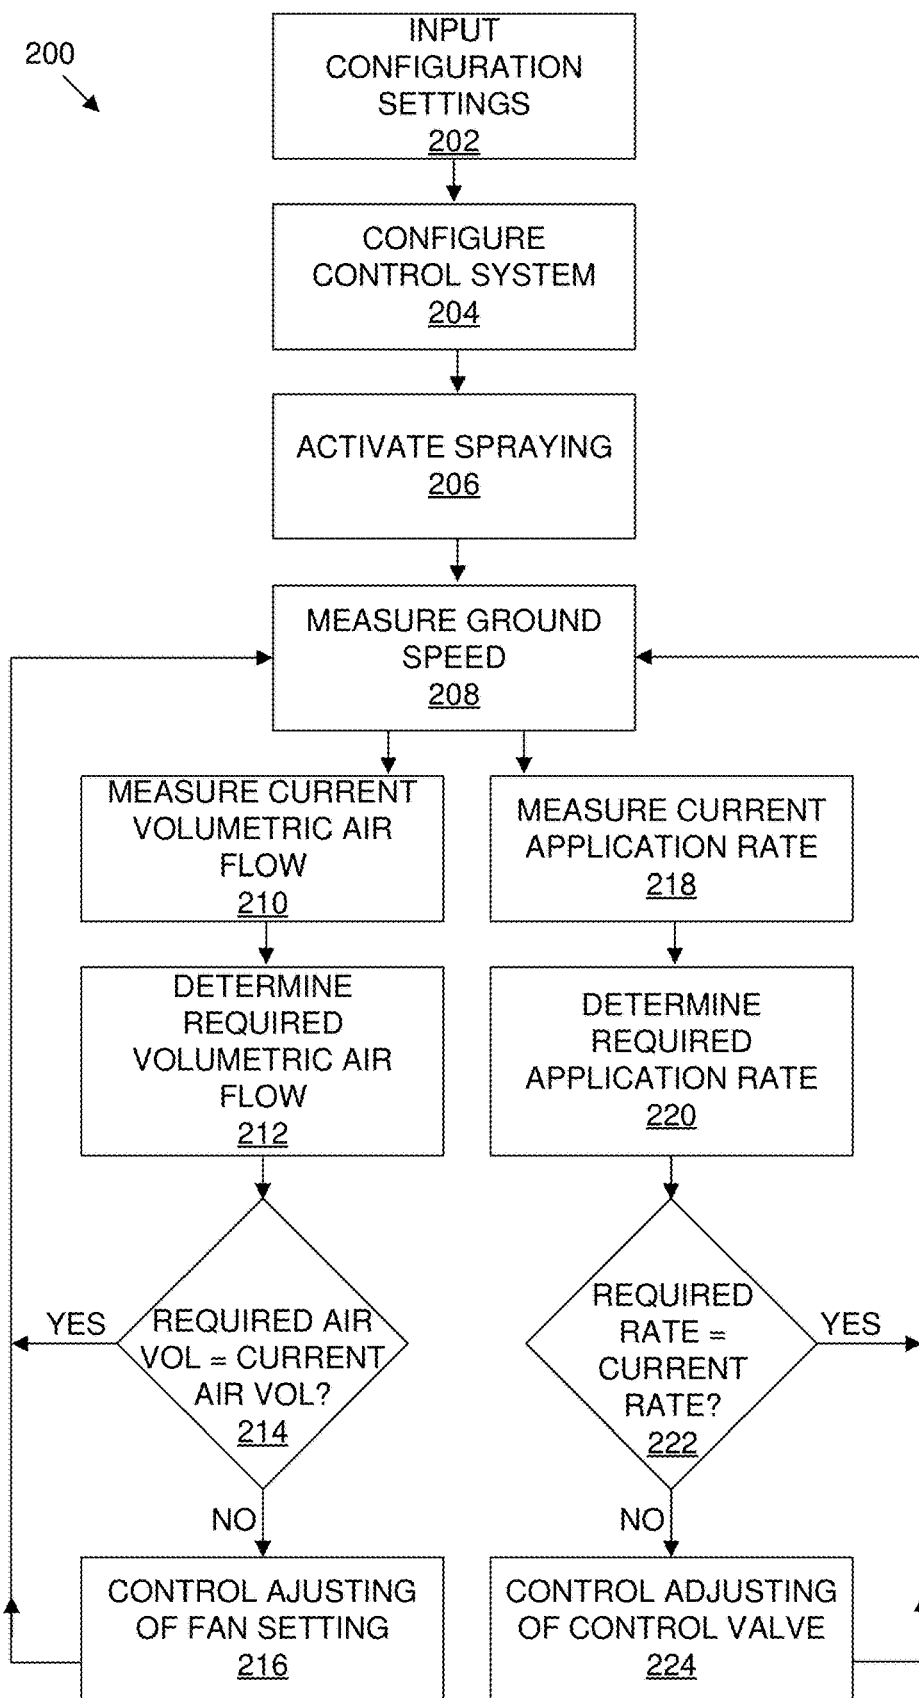 200
INPUT
CONFIGURATION
SETTINGS
202
CONFIGURE
CONTROL SYSTEM
204
ACTIVATE SPRAYING
206
MEASURE GROUND
SPEED
208
MEASURE CURRENT
VOLUMETRIC AIR
FLOW
210
MEASURE CURRENT
APPLICATION RATE
218
DETERMINE
REQUIRED
VOLUMETRIC AIR
FLOW
212
DETERMINE
REQUIRED
APPLICATION RATE
220
YES
REQUIRED AIR
VOL = CURRENT
AIR VOL?
214
REQUIRED
RATE =
CURRENT
RATE?
222
YES
NO
NO
CONTROL AJUSTING
OF FAN SETTING
216
CONTROL ADJUSTING
OF CONTROL VALVE
224